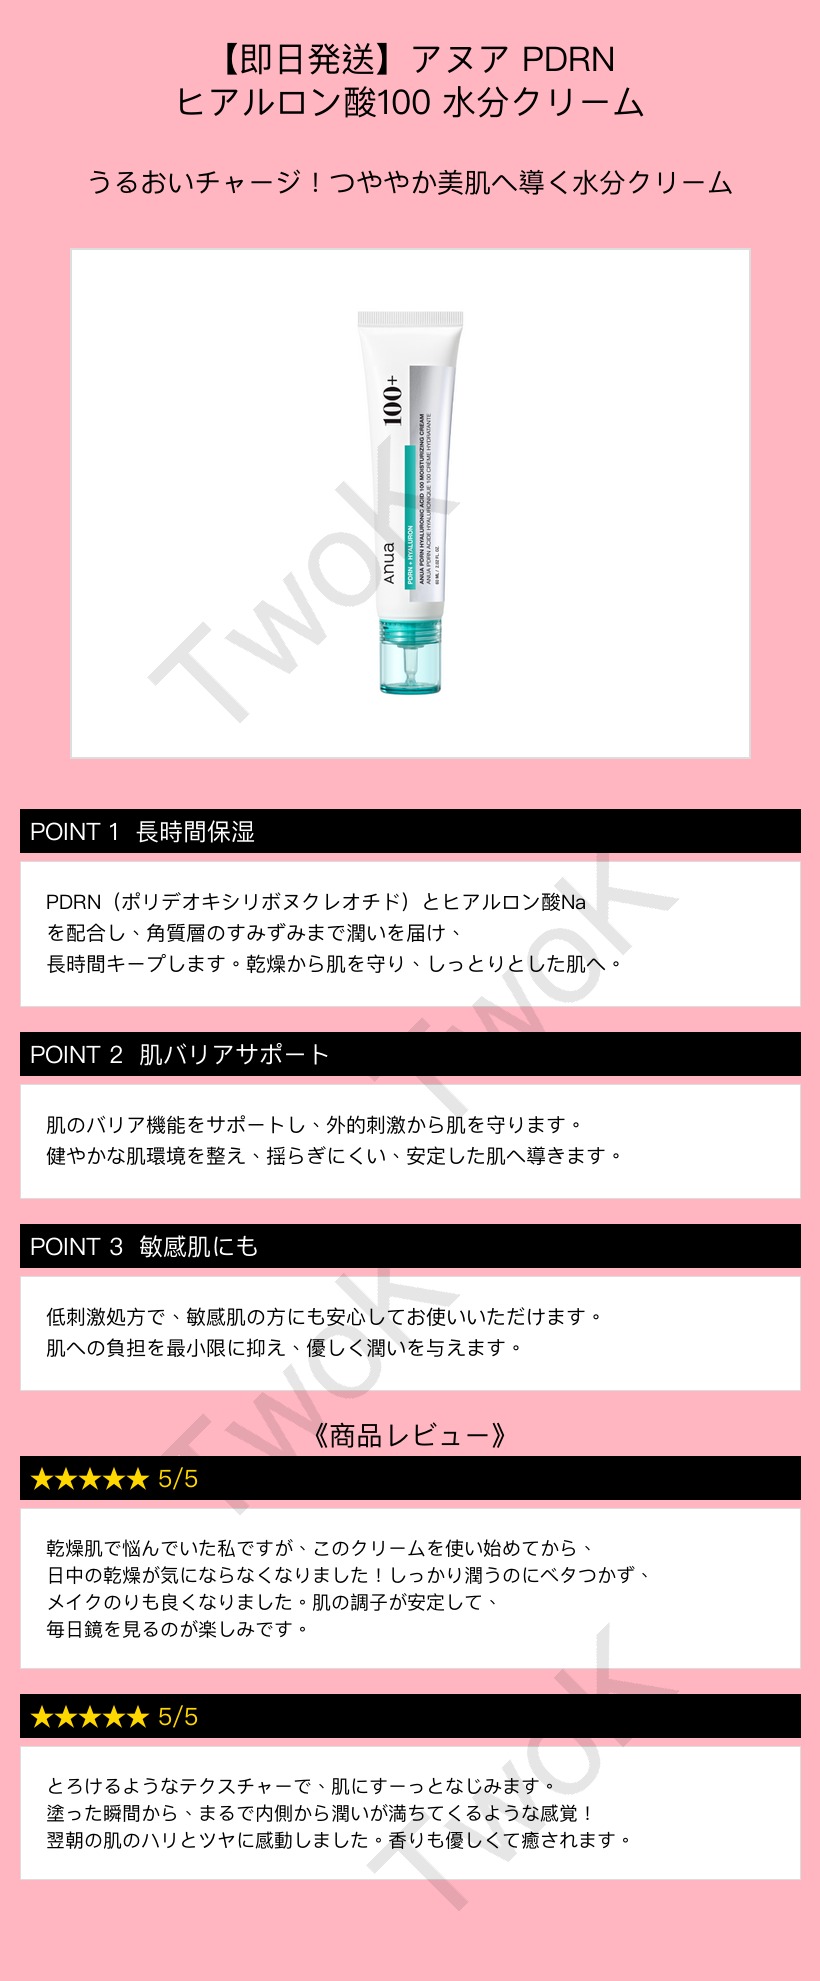 【即日発送】アヌア PDRN
ヒアルロン酸100 水分クリーム
うるおいチャージ！つややか美肌へ導く水分クリーム
100+
Anua
PDRN + HYALURON
ANUA PDRN HYALURONIC ACID 100 MOISTURIZING CREAM
ANUA PDRN ACIDE HYALURONIQUE 100 CRÈME HYDRATANTE
60 ML / 2.02 FL. OZ.
TwoK
POINT 1 長時間保湿
PDRN（ポリデオキシリボヌクレオチド）とヒアルロン酸Na
を配合し、角質層のすみずみまで潤いを届け、
長時間キープします。乾燥から肌を守り、しっとりとした肌へ。
TwoK
POINT 2 肌バリアサポート
肌のバリア機能をサポートし、外的刺激から肌を守ります。
健やかな肌環境を整え、揺らぎにくい、安定した肌へ導きます。
POINT 3 敏感肌にも
低刺激処方で、敏感肌の方にも安心してお使いいただけます。
肌への負担を最小限に抑え、優しく潤いを与えます。
TwoK
《商品レビュー》
★★★★★ 5/5
乾燥肌で悩んでいた私ですが、このクリームを使い始めてから、
日中の乾燥が気にならなくなりました！しっかり潤うのにベタつかず、
メイクのりも良くなりました。肌の調子が安定して、
毎日鏡を見るのが楽しみです。
★★★★★ 5/5
TwoK
とろけるようなテクスチャーで、肌にすーっとなじみます。
塗った瞬間から、まるで内側から潤いが満ちてくるような感覚！
翌朝の肌のハリとツヤに感動しました。香りも優しくて癒されます。